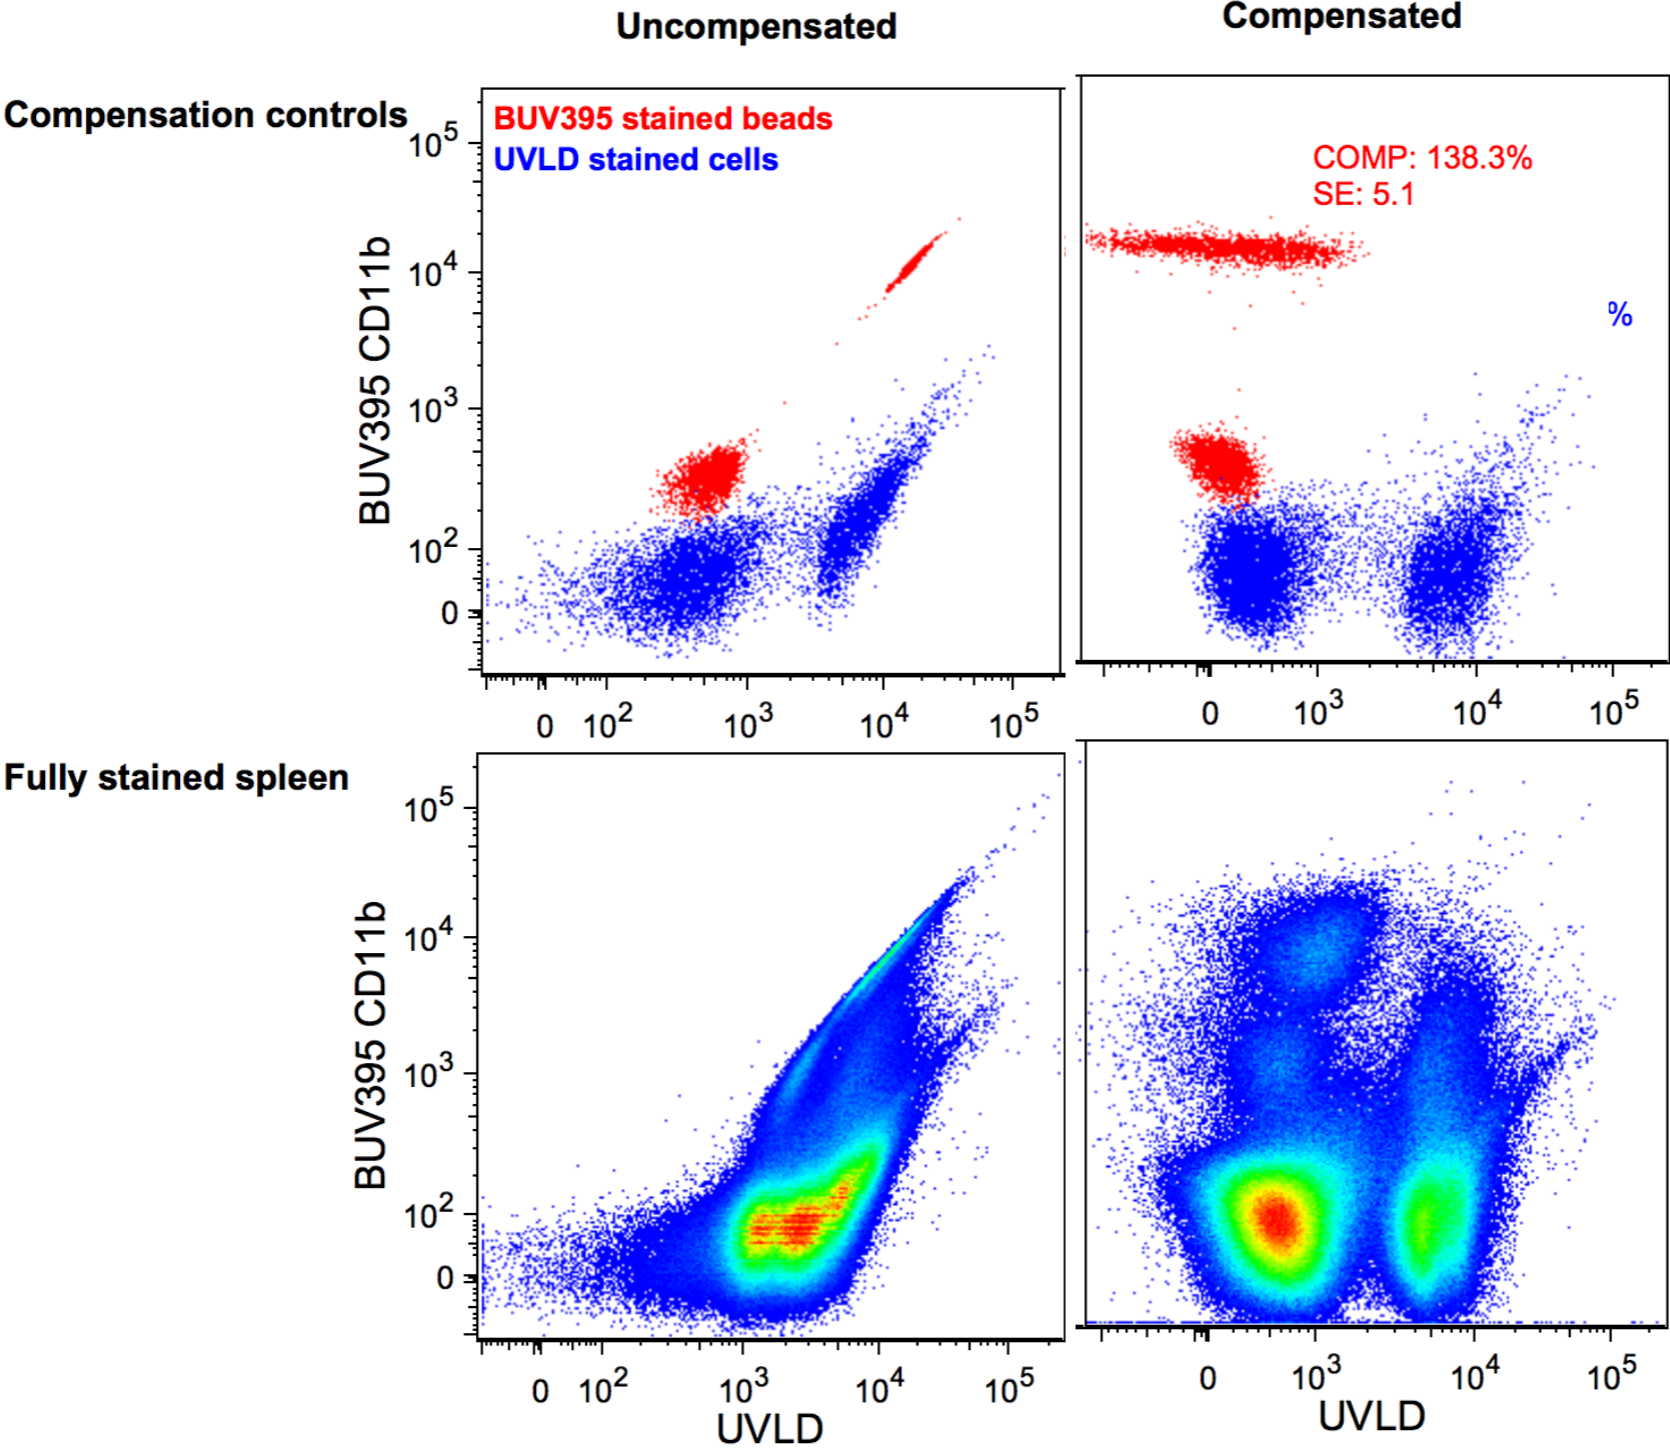 Uncompensated
Compensated
Compensation controls
BUV395 stained beads
UVLD stained cells
COMP: 138.3%
SE: 5.1
%
BUV395 CD11b
10^5
10^4
10^3
10^2
0
0 10^2 10^3 10^4 10^5
0 10^3 10^4 10^5
Fully stained spleen
BUV395 CD11b
10^5
10^4
10^3
10^2
0
0 10^2 10^3 10^4 10^5
UVLD
0 10^3 10^4 10^5
UVLD